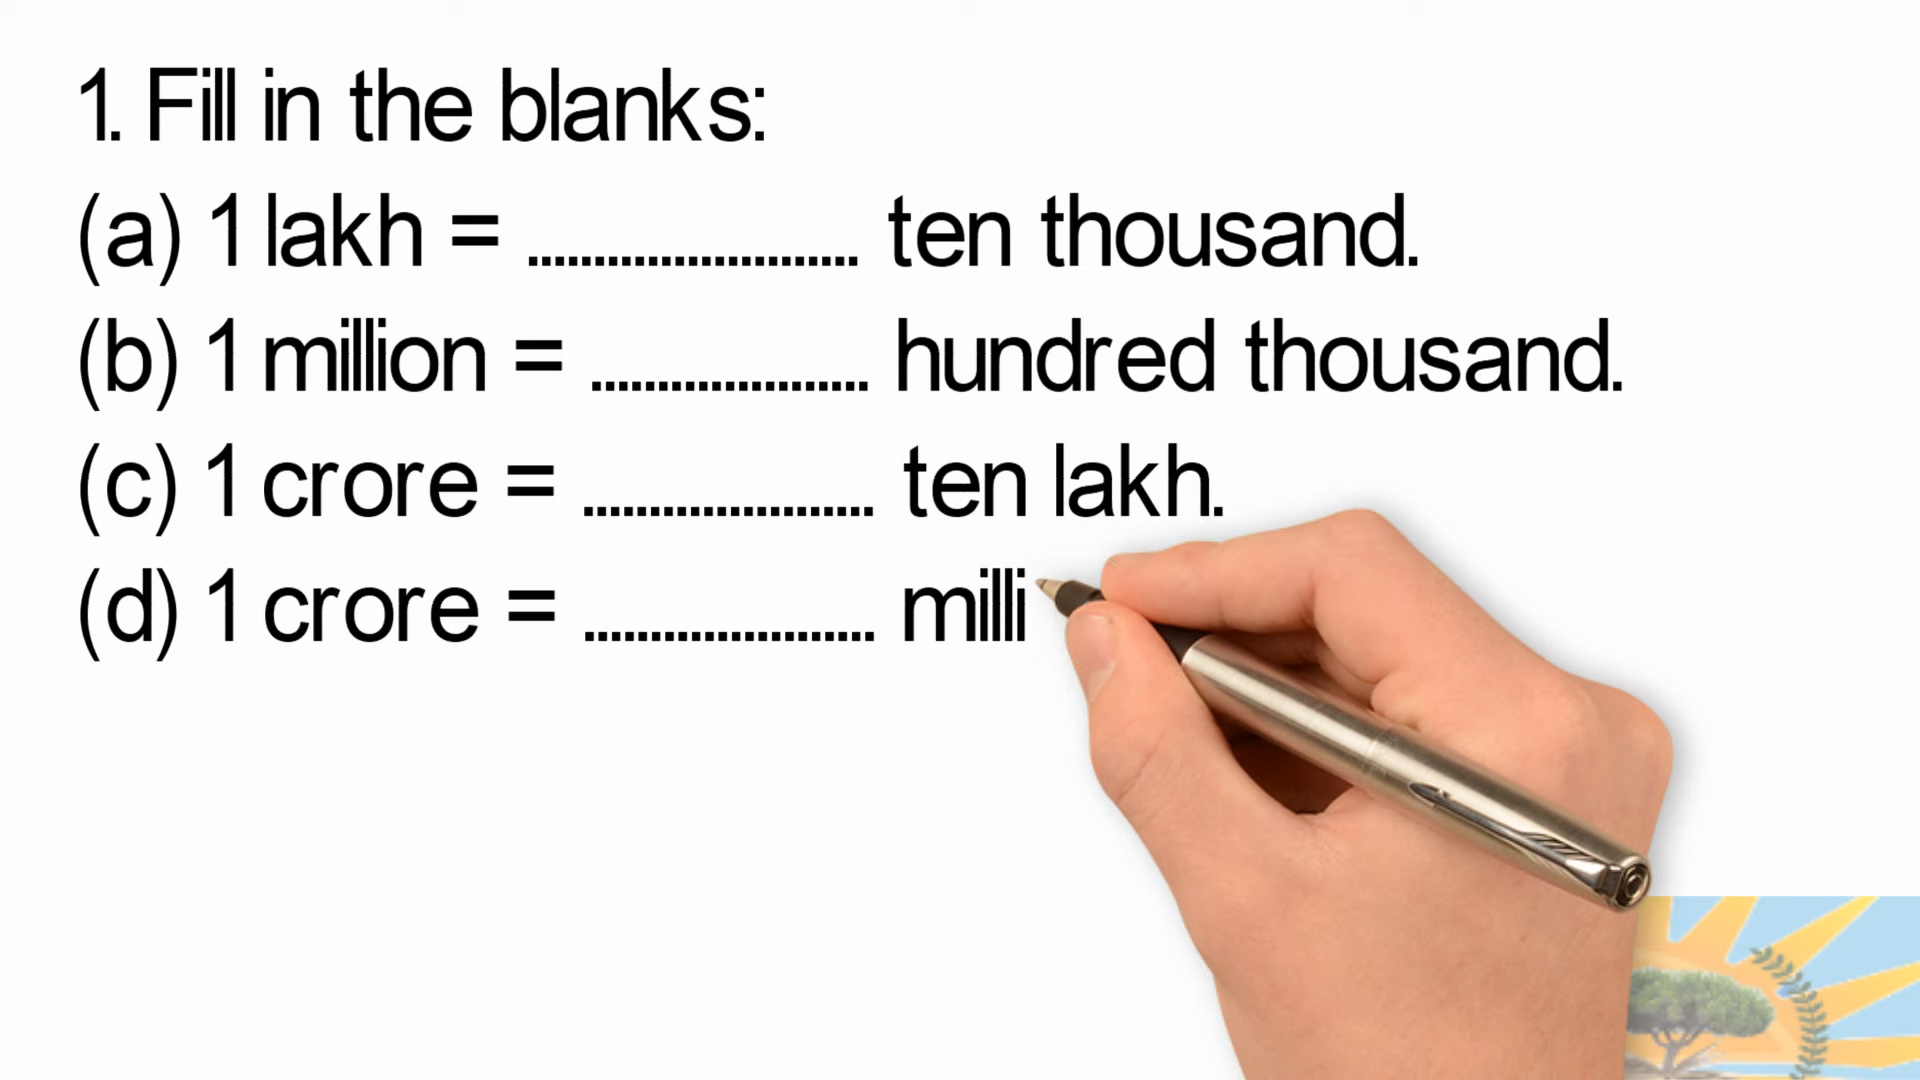 1. Fill in the blanks:
(a) 1 lakh = ......................... ten thousand.
(b) 1 million = ..................... hundred thousand.
(c) 1 crore = ...................... ten lakh.
(d) 1 crore = ...................... milli